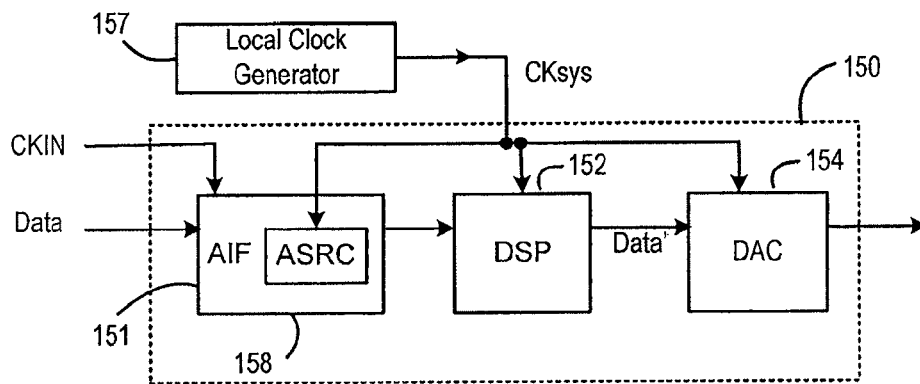 157
Local Clock
Generator
CKsys
150
CKIN
152
154
Data
AIF
ASRC
DSP
Data'
DAC
151
158